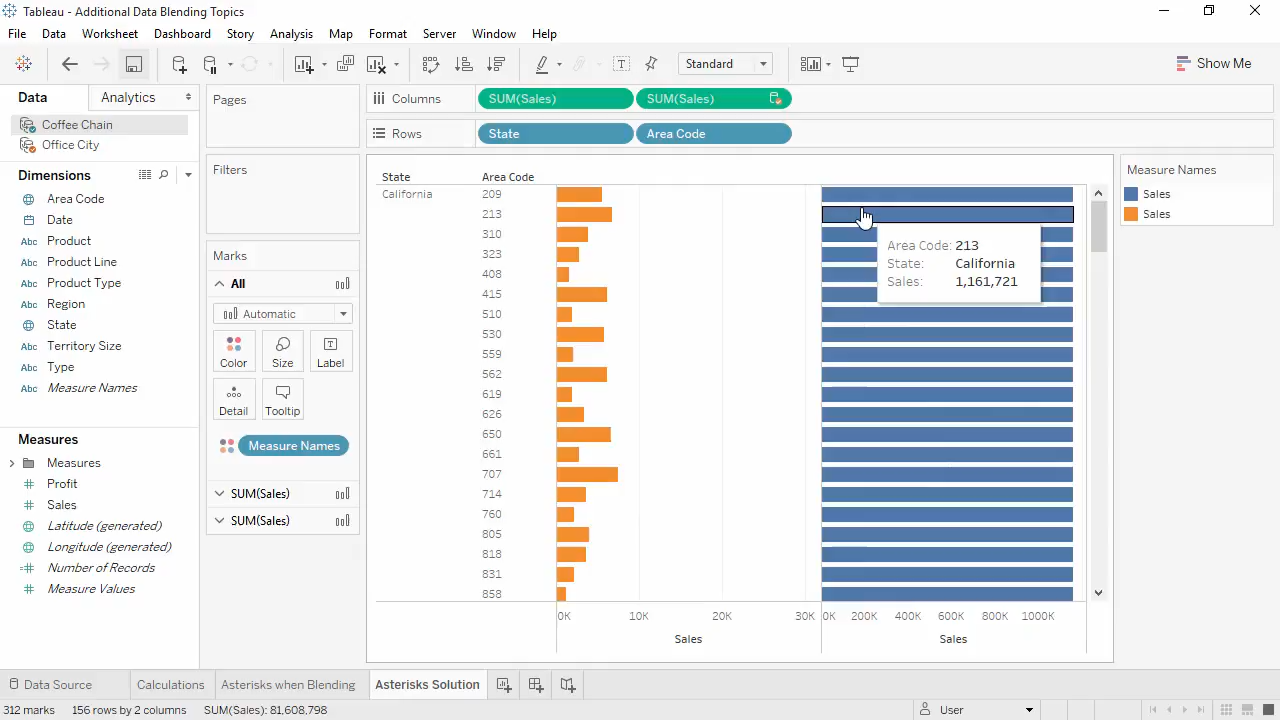 Tableau - Additional Data Blending Topics
File Data Worksheet Dashboard Story Analysis Map Format Server Window Help
Standard
Show Me
Data Analytics
Coffee Chain
Office City
Dimensions
Area Code
Date
Abc Product
Abc Product Line
Abc Product Type
Abc Region
State
Abc Territory Size
Abc Type
Abc Measure Names
Measures
Measures
Profit
Sales
Latitude (generated)
Longitude (generated)
Number of Records
Measure Values
Pages
Filters
Marks
All
Automatic
Color Size Label
Detail Tooltip
Measure Names
SUM(Sales)
SUM(Sales)
Columns SUM(Sales) SUM(Sales)
Rows State Area Code
State Area Code
California 209
213
310
323
408
415
510
530
559
562
619
626
650
661
707
714
760
805
818
831
858
Area Code: 213
State: California
Sales: 1,161,721
0K 10K 20K 30K 0K 200K 400K 600K 800K 1000K
Sales Sales
Measure Names
Sales
Sales
Data Source Calculations Asterisks when Blending Asterisks Solution
312 marks 156 rows by 2 columns SUM(Sales): 81,608,798 User